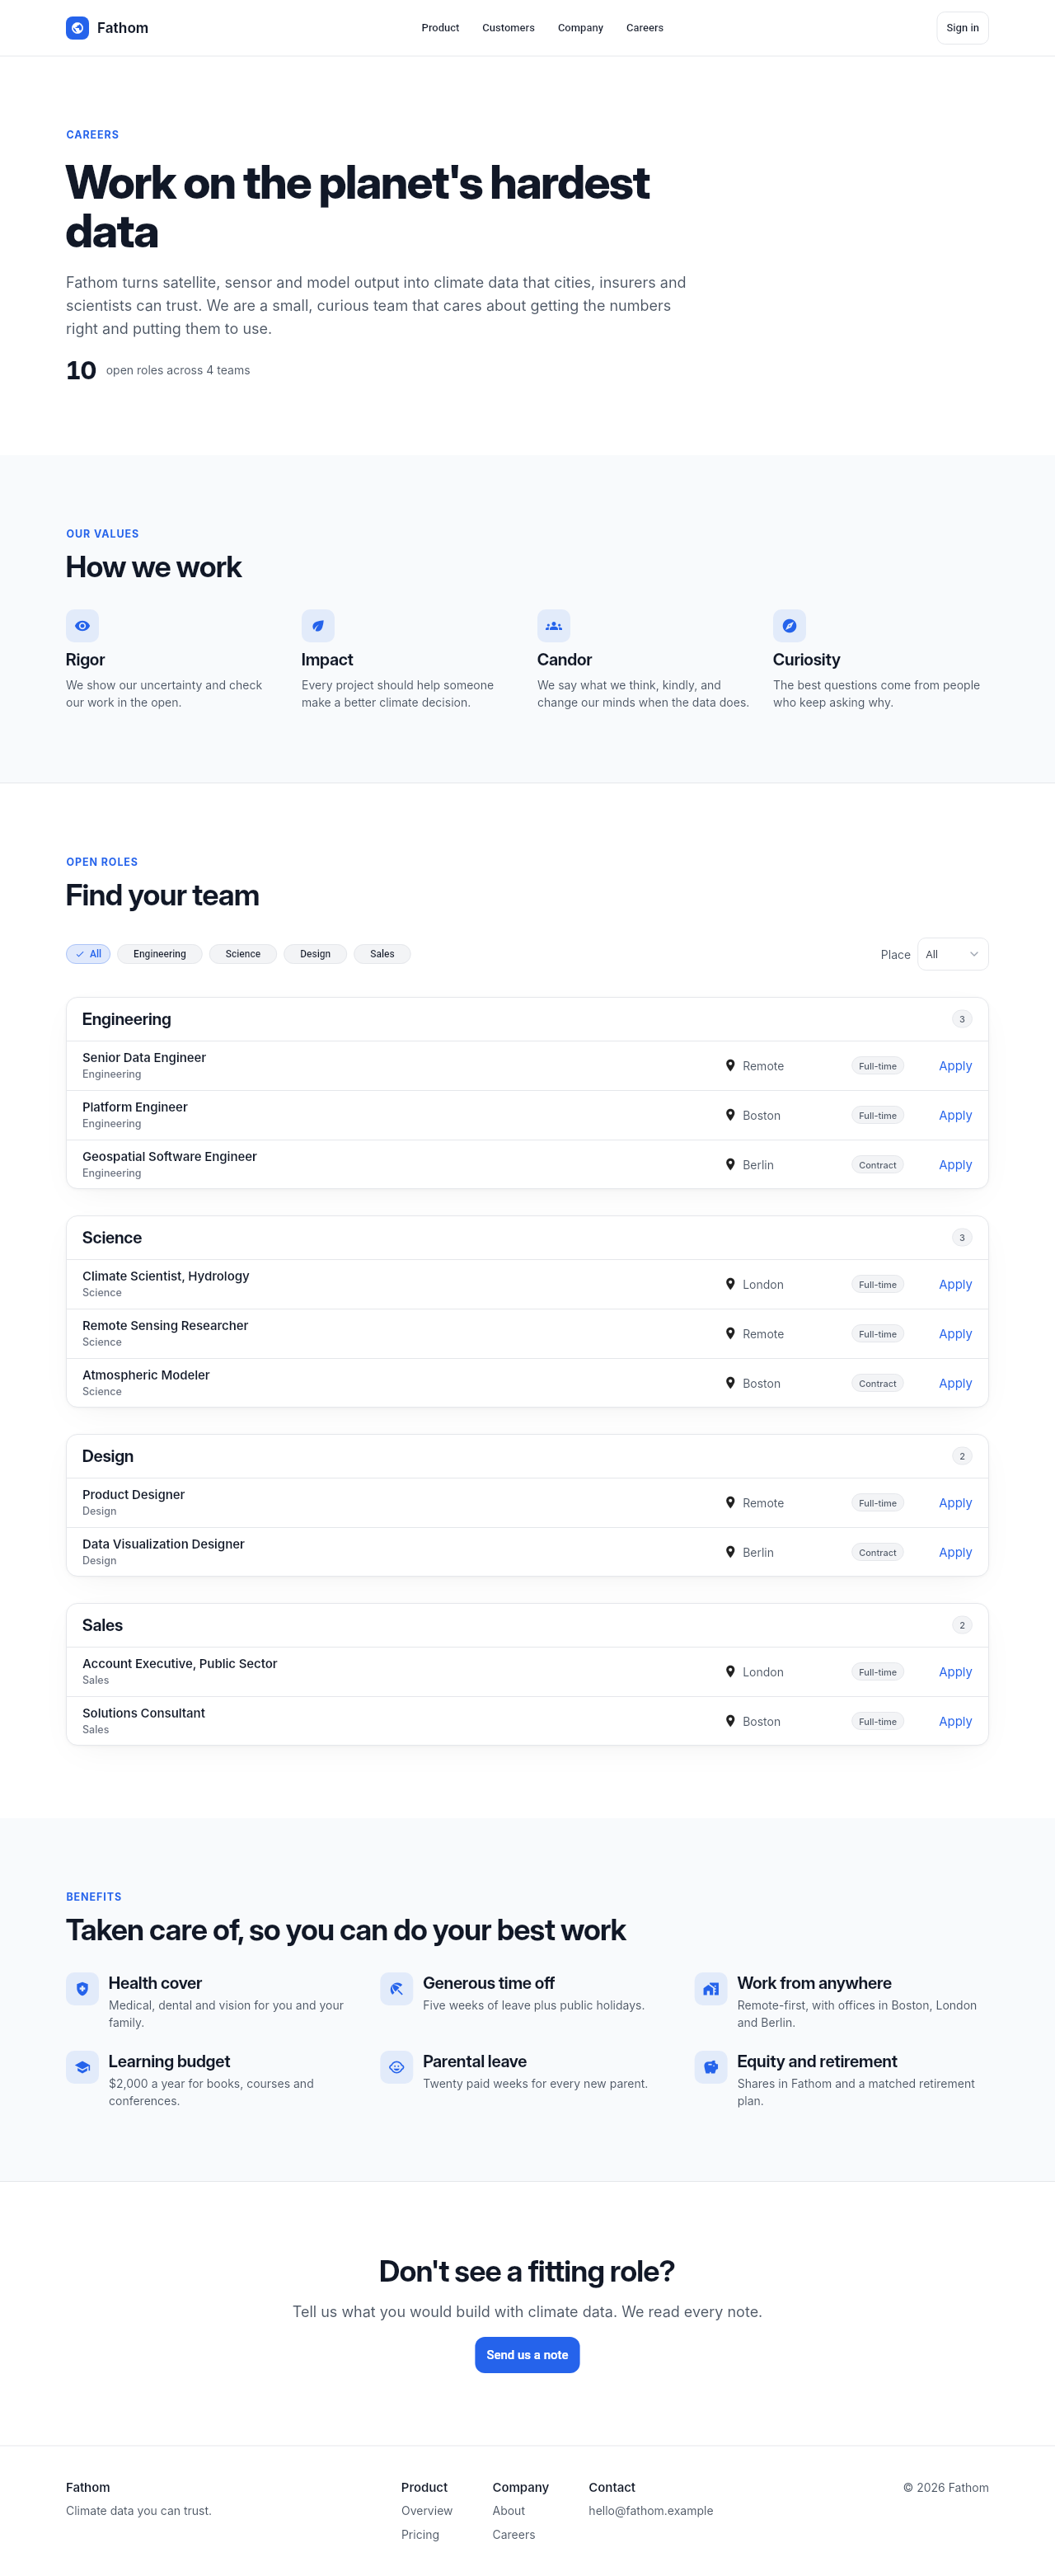 Fathom
Product Customers Company Careers
Sign in
CAREERS
Work on the planet's hardest
data
Fathom turns satellite, sensor and model output into climate data that cities, insurers and
scientists can trust. We are a small, curious team that cares about getting the numbers
right and putting them to use.
10 open roles across 4 teams
OUR VALUES
How we work
Rigor
We show our uncertainty and check
our work in the open.
Impact
Every project should help someone
make a better climate decision.
Candor
We say what we think, kindly, and
change our minds when the data does.
Curiosity
The best questions come from people
who keep asking why.
OPEN ROLES
Find your team
All Engineering Science Design Sales
Place All
Engineering 3
Senior Data Engineer
Engineering
Remote Full-time Apply
Platform Engineer
Engineering
Boston Full-time Apply
Geospatial Software Engineer
Engineering
Berlin Contract Apply
Science 3
Climate Scientist, Hydrology
Science
London Full-time Apply
Remote Sensing Researcher
Science
Remote Full-time Apply
Atmospheric Modeler
Science
Boston Contract Apply
Design 2
Product Designer
Design
Remote Full-time Apply
Data Visualization Designer
Design
Berlin Contract Apply
Sales 2
Account Executive, Public Sector
Sales
London Full-time Apply
Solutions Consultant
Sales
Boston Full-time Apply
BENEFITS
Taken care of, so you can do your best work
Health cover
Medical, dental and vision for you and your
family.
Generous time off
Five weeks of leave plus public holidays.
Work from anywhere
Remote-first, with offices in Boston, London
and Berlin.
Learning budget
$2,000 a year for books, courses and
conferences.
Parental leave
Twenty paid weeks for every new parent.
Equity and retirement
Shares in Fathom and a matched retirement
plan.
Don't see a fitting role?
Tell us what you would build with climate data. We read every note.
Send us a note
Fathom
Climate data you can trust.
Product
Overview
Pricing
Company
About
Careers
Contact
hello@fathom.example
© 2026 Fathom